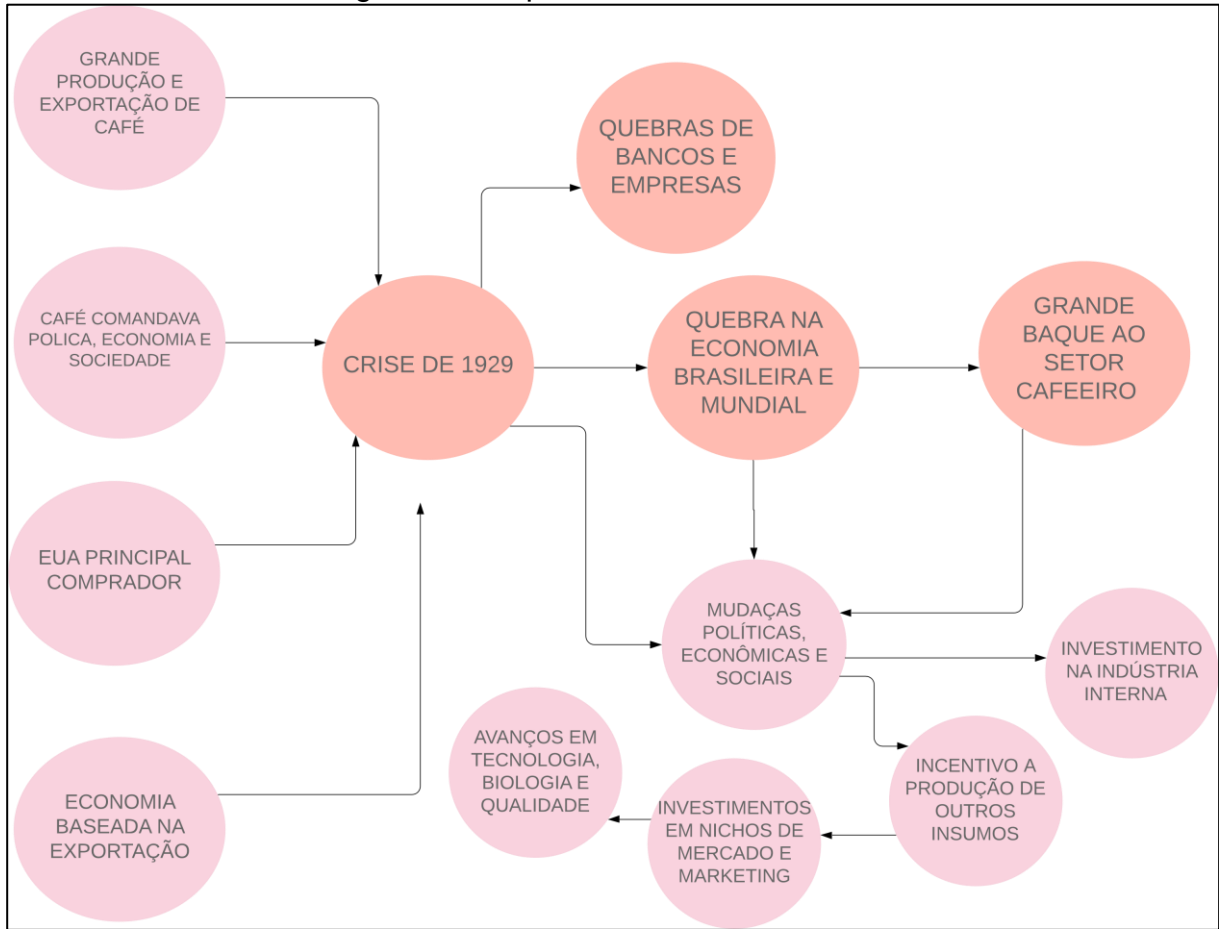 GRANDE
PRODUÇÃO E
EXPORTAÇÃO DE
CAFÉ
QUEBRAS DE
BANCOS E
EMPRESAS
CAFÉ COMANDAVA
POLICA, ECONOMIA E
SOCIEDADE
CRISE DE 1929
QUEBRA NA
ECONOMIA
BRASILEIRA E
MUNDIAL
GRANDE
BAQUE AO
SETOR
CAFEEIRO
EUA PRINCIPAL
COMPRADOR
MUDAÇAS
POLÍTICAS,
ECONÔMICAS E
SOCIAIS
INVESTIMENTO
NA INDÚSTRIA
INTERNA
ECONOMIA
BASEADA NA
EXPORTAÇÃO
AVANÇOS EM
TECNOLOGIA,
BIOLOGIA E
QUALIDADE
INVESTIMENTOS
EM NICHOS DE
MERCADO E
MARKETING
INCENTIVO A
PRODUÇÃO DE
OUTROS
INSUMOS